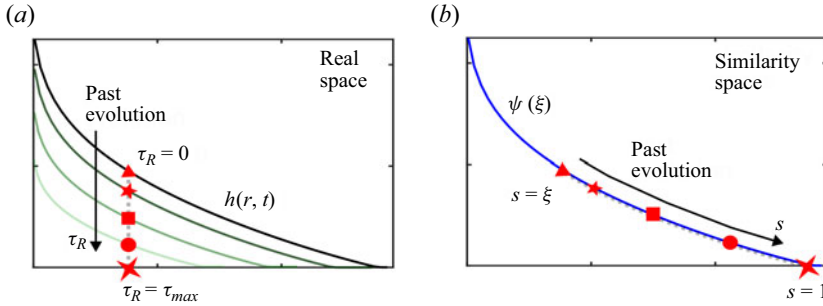 (a)
Real
space
Past
evolution
τR = 0
h(r, t)
τR
τR = τmax
(b)
Similarity
space
ψ (ξ)
Past
evolution
s = ξ
s
s = 1